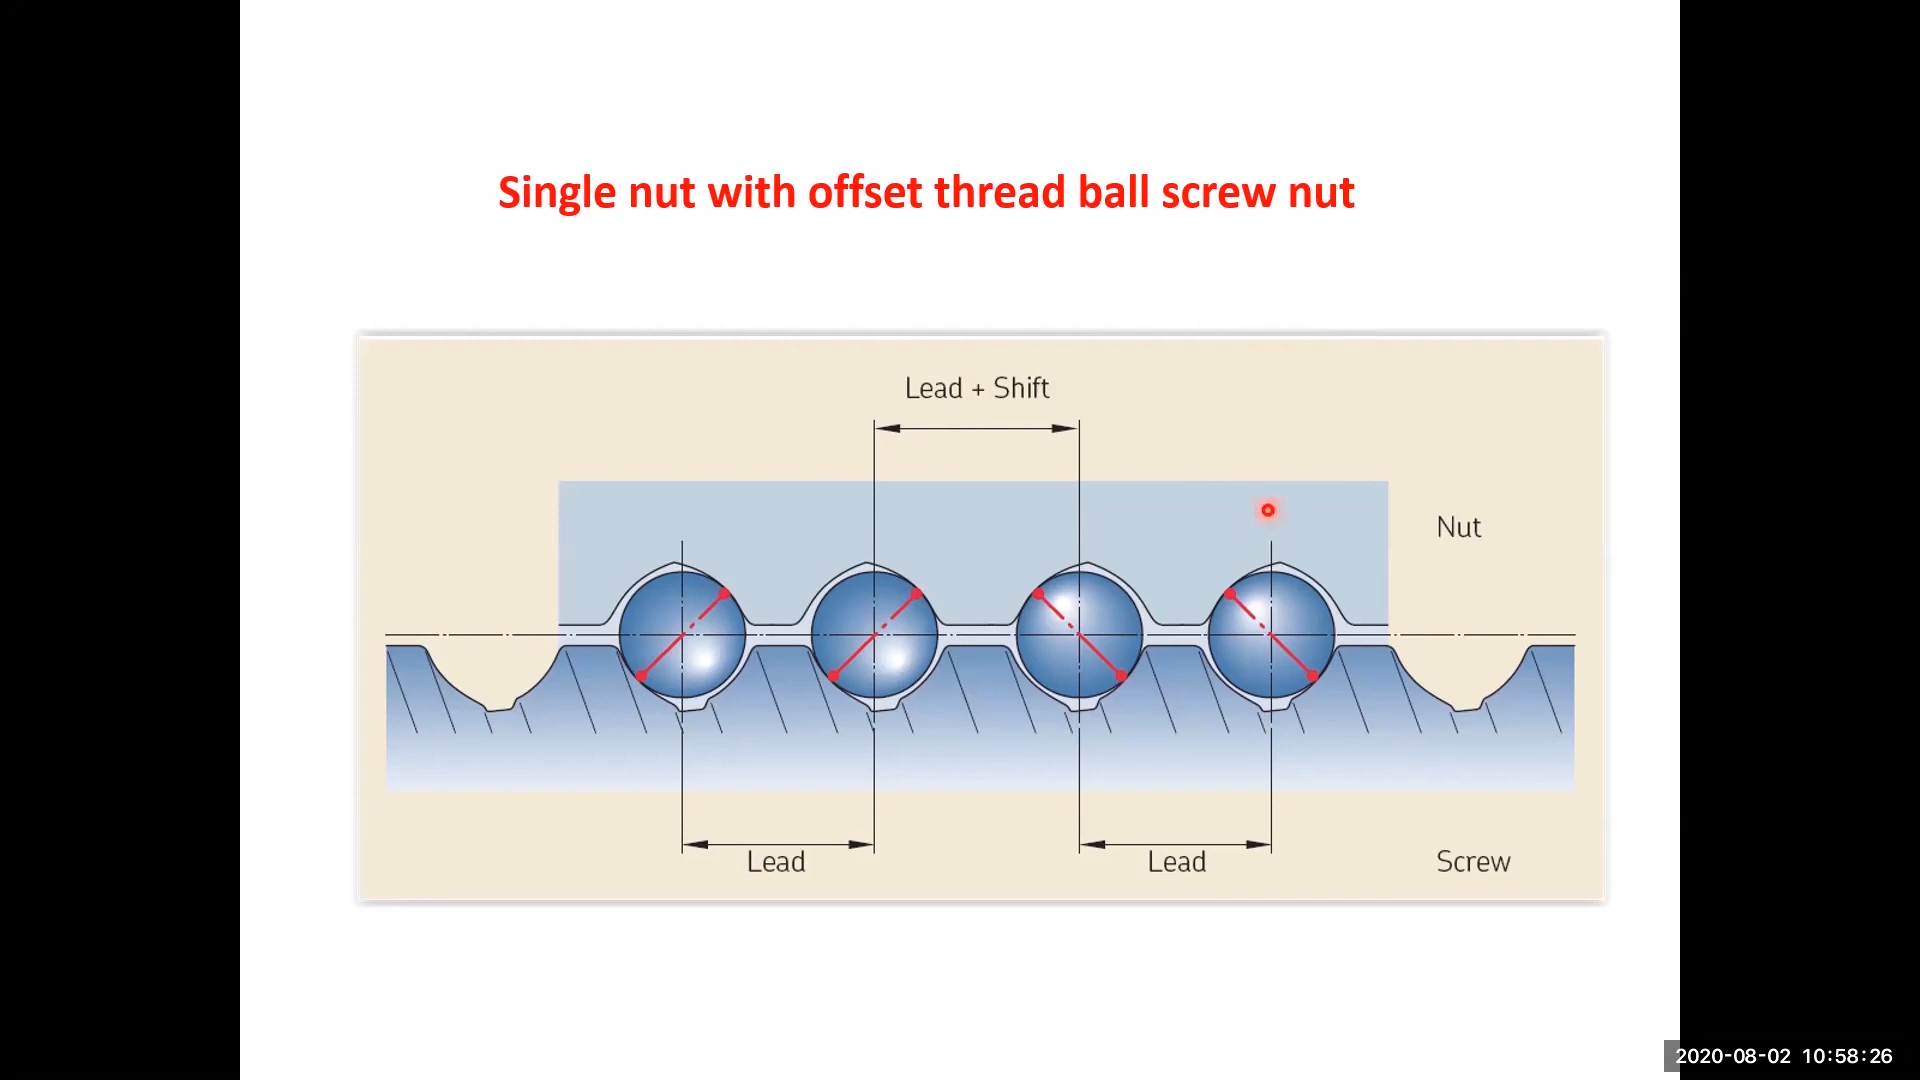 Single nut with offset thread ball screw nut
Lead + Shift
Nut
Lead
Lead
Screw
2020-08-02 10:58:26